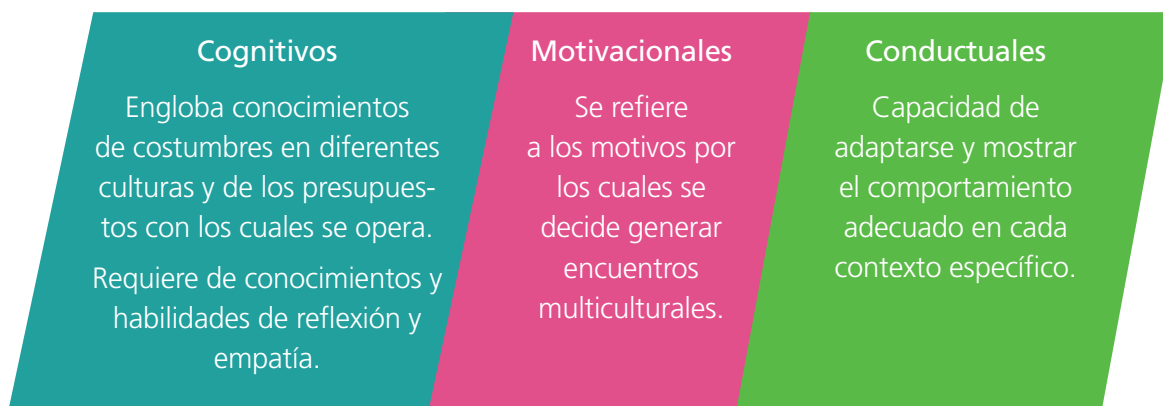 Cognitivos
Engloba conocimientos
de costumbres en diferentes
culturas y de los presupues-
tos con los cuales se opera.
Requiere de conocimientos y
habilidades de reflexión y
empatía.
Motivacionales
Se refiere
a los motivos por
los cuales se
decide generar
encuentros
multiculturales.
Conductuales
Capacidad de
adaptarse y mostrar
el comportamiento
adecuado en cada
contexto específico.